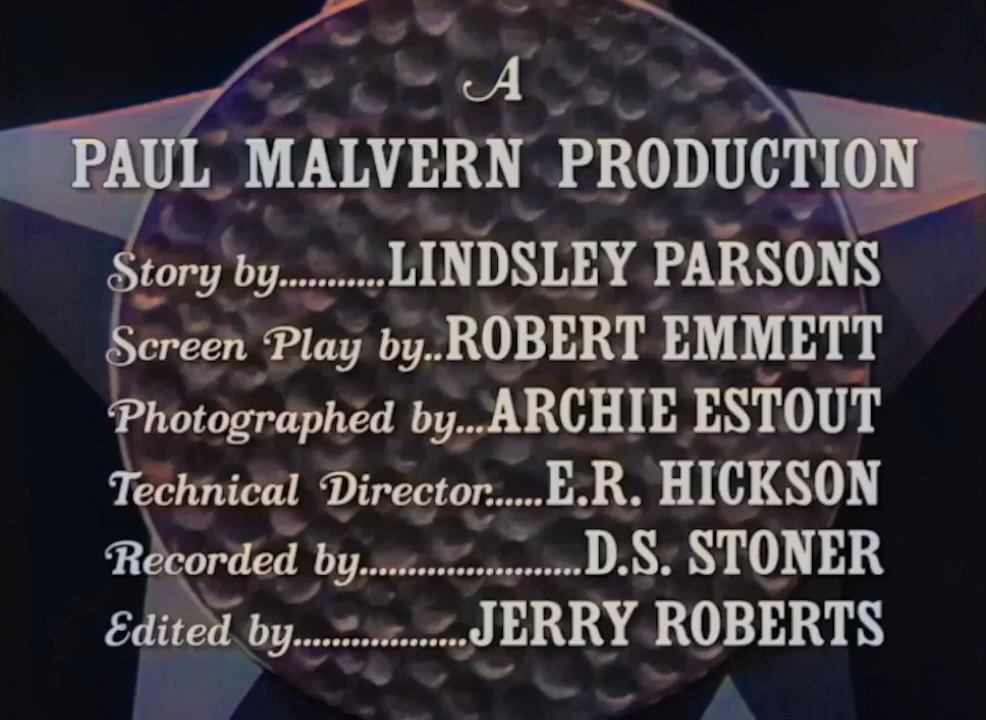 A
PAUL MALVERN PRODUCTION
Story by...........LINDSLEY PARSONS
Screen Play by..ROBERT EMMETT
Photographed by...ARCHIE ESTOUT
Technical Director......E.R. HICKSON
Recorded by.......................D.S. STONER
Edited by..................JERRY ROBERTS